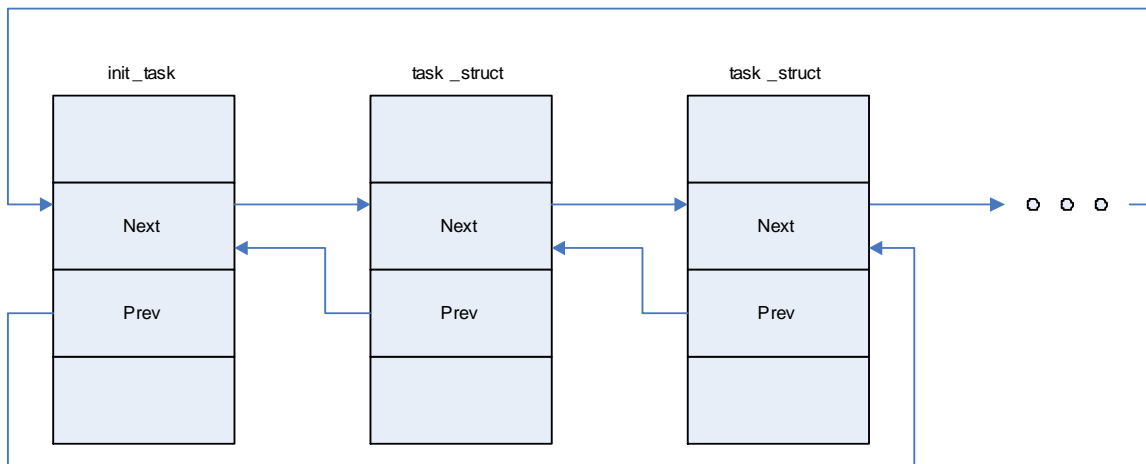 init_task
task _struct
task _struct
Next
Next
Next
Prev
Prev
Prev